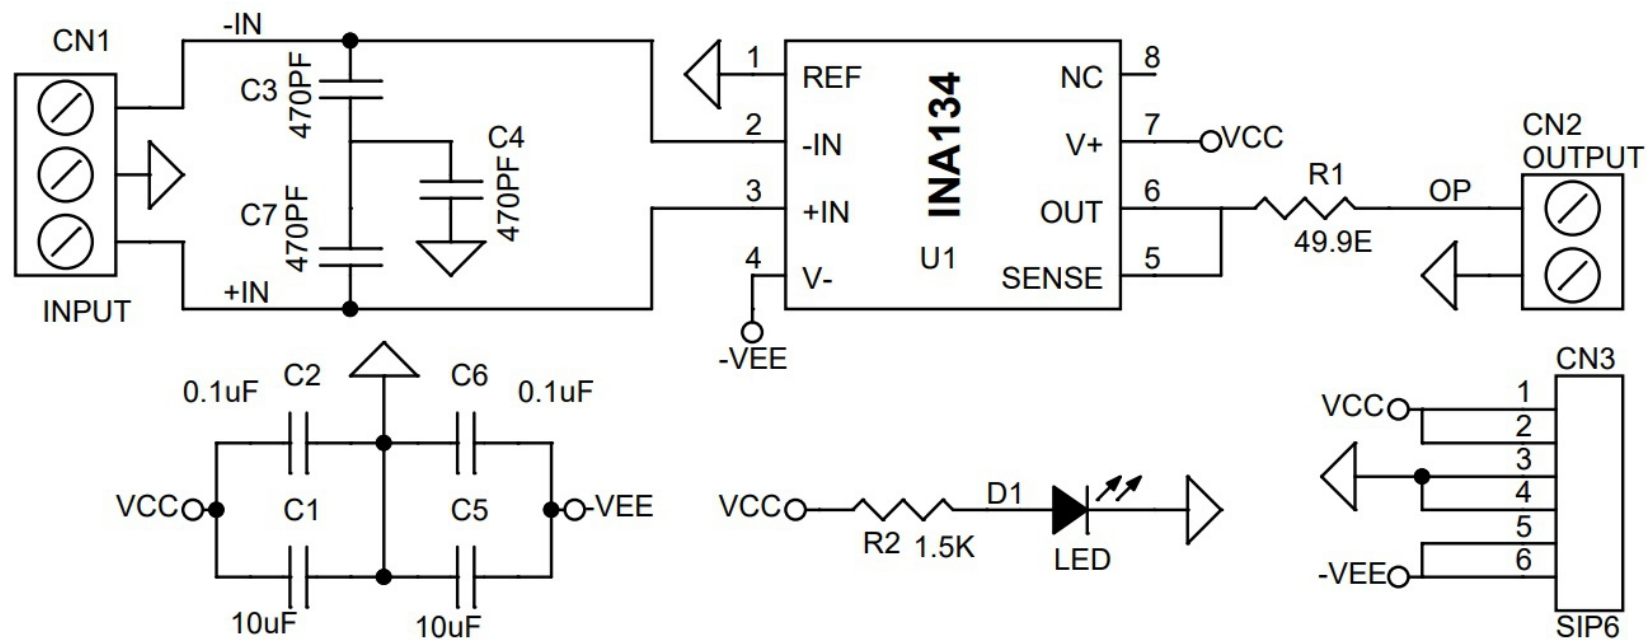 CN1
INPUT
-IN
+IN
C3
470PF
C7
470PF
C4
470PF
1
REF
2
-IN
3
+IN
4
V-
-VEE
INA134
U1
NC
8
V+
7
VCC
OUT
6
SENSE
5
R1
49.9E
OP
CN2
OUTPUT
0.1uF
C2
C6
0.1uF
VCC
C1
C5
-VEE
10uF
10uF
VCC
R2
1.5K
D1
LED
CN3
VCC
1
2
3
4
5
-VEE
6
SIP6